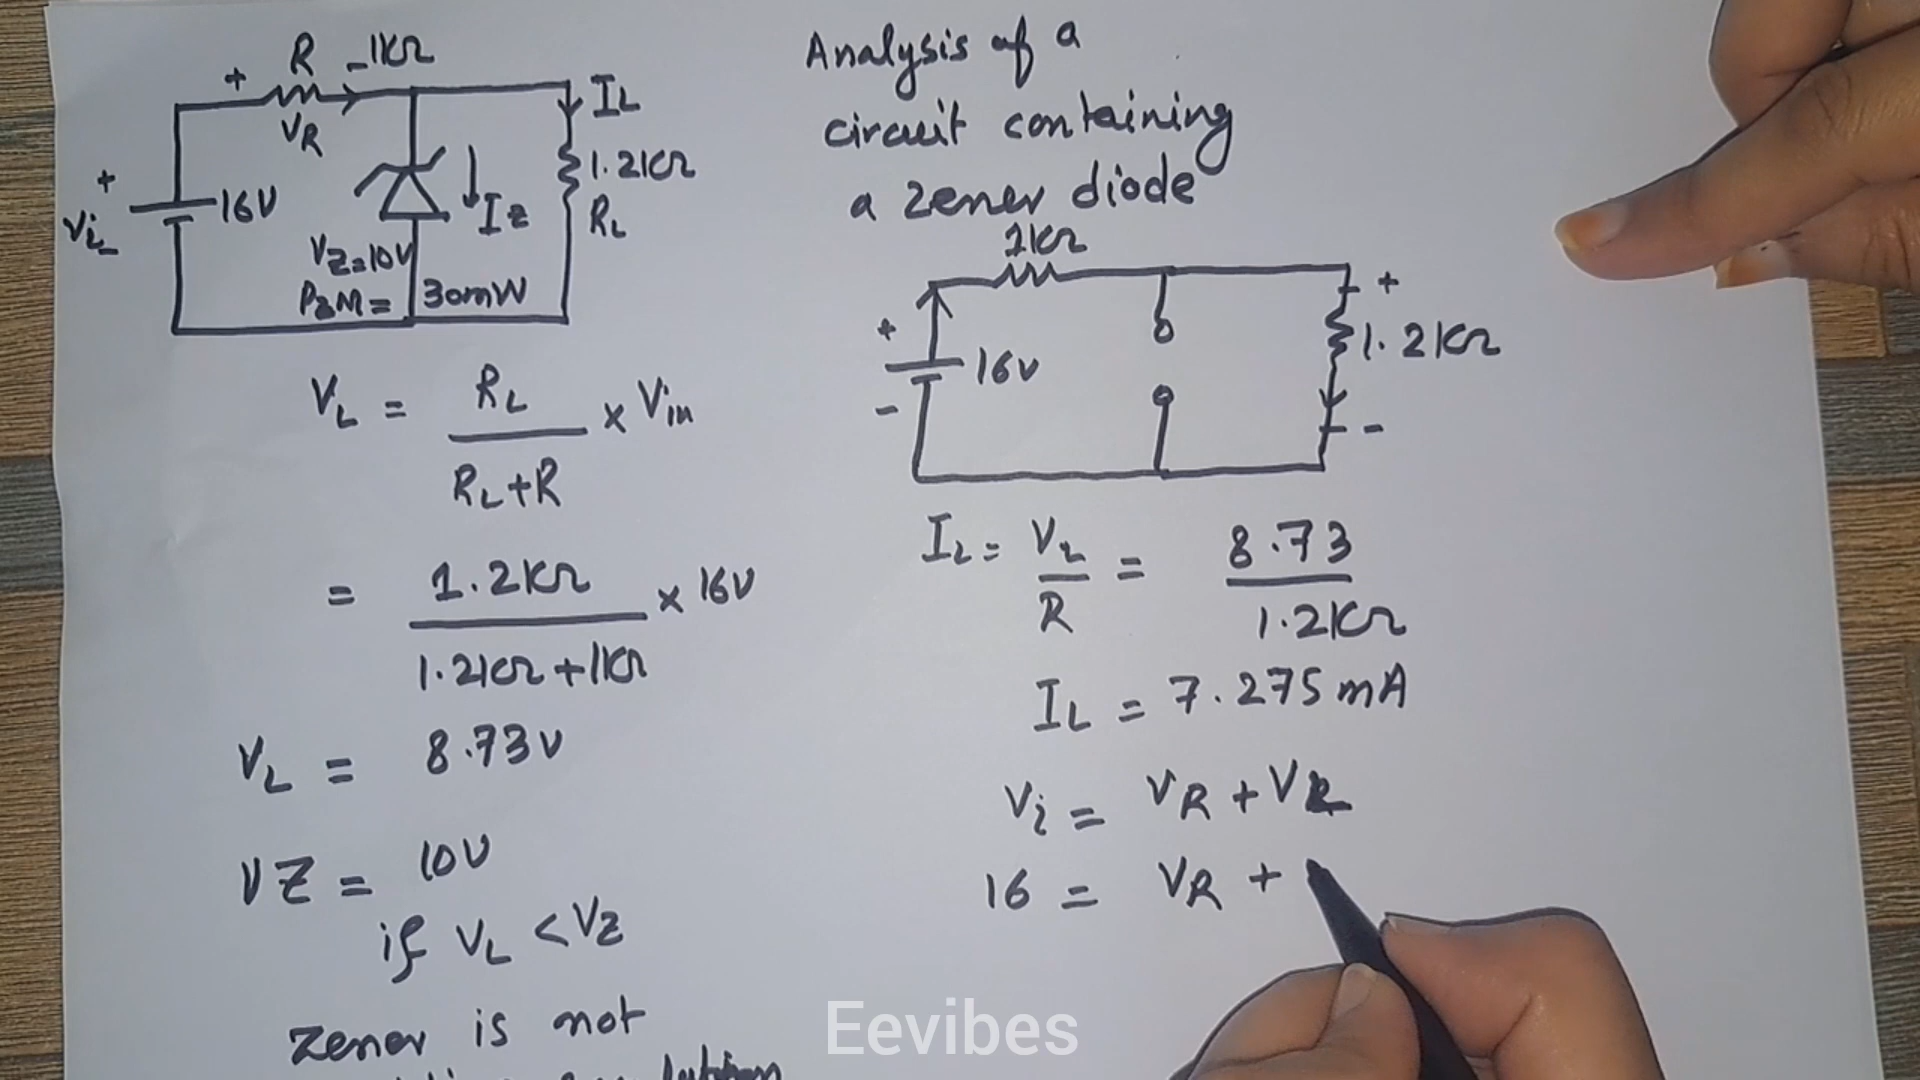 R -1KΩ
+
VR
IL
+
Vi
-
16V
IZ
1.2KΩ
RL
VZ=10V
PZM= 30mW
VL = RL / RL+R x Vin
= 1.2KΩ / 1.2KΩ+1KΩ x 16V
VL = 8.73V
VZ = 10V
if VL < VZ
Zener is not
Analysis of a
circuit containing
a zener diode
1KΩ
+
16V
-
+
1.2KΩ
-
IL = VL / R = 8.73 / 1.2KΩ
IL = 7.275mA
Vi = VR + VL
16 = VR +
Eevibes